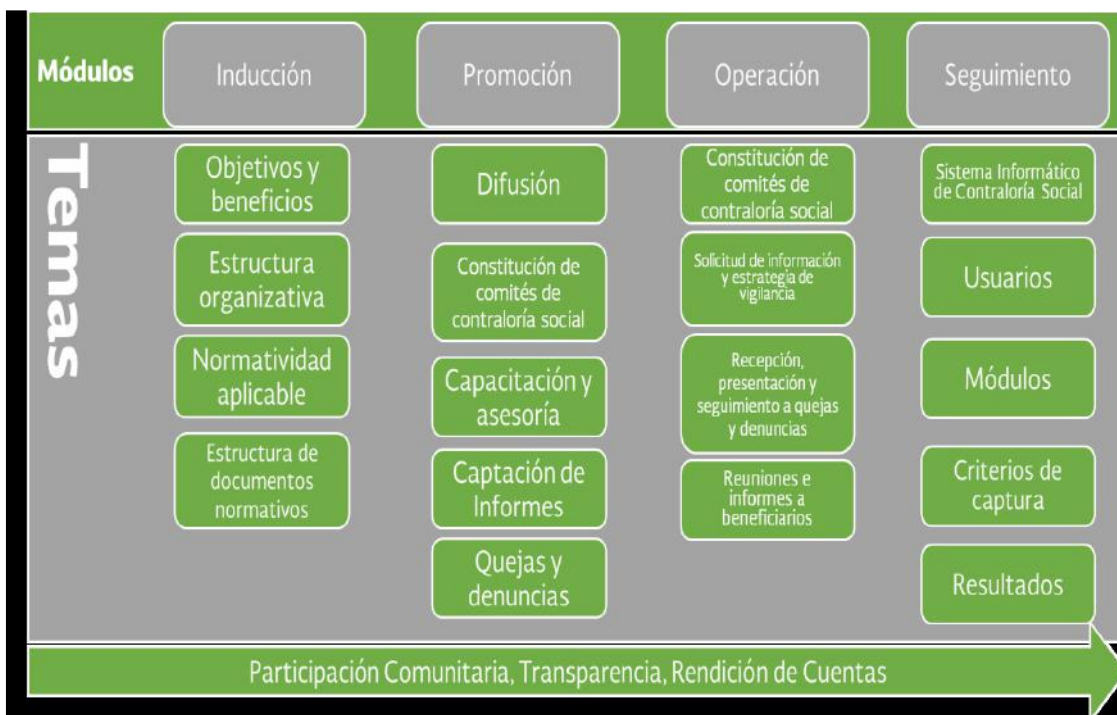 Módulos
Inducción
Promoción
Operación
Seguimiento
Temas
Objetivos y
beneficios
Estructura
organizativa
Normatividad
aplicable
Estructura de
documentos
normativos
Difusión
Constitución de
comités de
contraloría social
Capacitación y
asesoría
Captación de
Informes
Quejas y
denuncias
Constitución de
comités de
contraloría social
Solicitud de información
y estrategia de
vigilancia
Recepción,
presentación y
seguimiento a quejas
y denuncias
Reuniones e
informes a
beneficiarios
Sistema Informático
de Contraloría Social
Usuarios
Módulos
Criterios de
captura
Resultados
Participación Comunitaria, Transparencia, Rendición de Cuentas